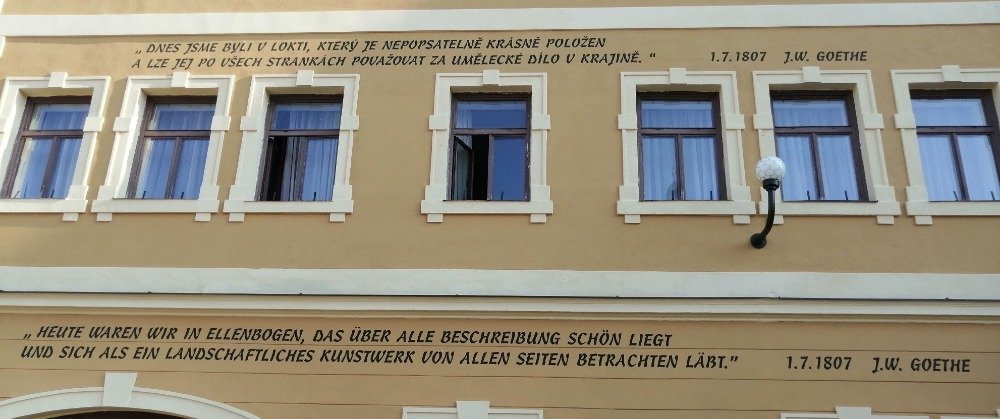 „ DNES JSME BYLI V LOKTI, KTERÝ JE NEPOPSATELNĚ KRÁSNĚ POLOŽEN
A LZE JEJ PO VŠECH STRANKÁCH POVAŽOVAT ZA UMĚLECKÉ DÍLO V KRAJINĚ. “ 1.7.1807 J.W. GOETHE
„ HEUTE WAREN WIR IN ELLENBOGEN, DAS ÜBER ALLE BESCHREIBUNG SCHÖN LIEGT
UND SICH ALS EIN LANDSCHAFTLICHES KUNSTWERK VON ALLEN SEITEN BETRACHTEN LÄßT.” 1.7.1807 J.W. GOETHE